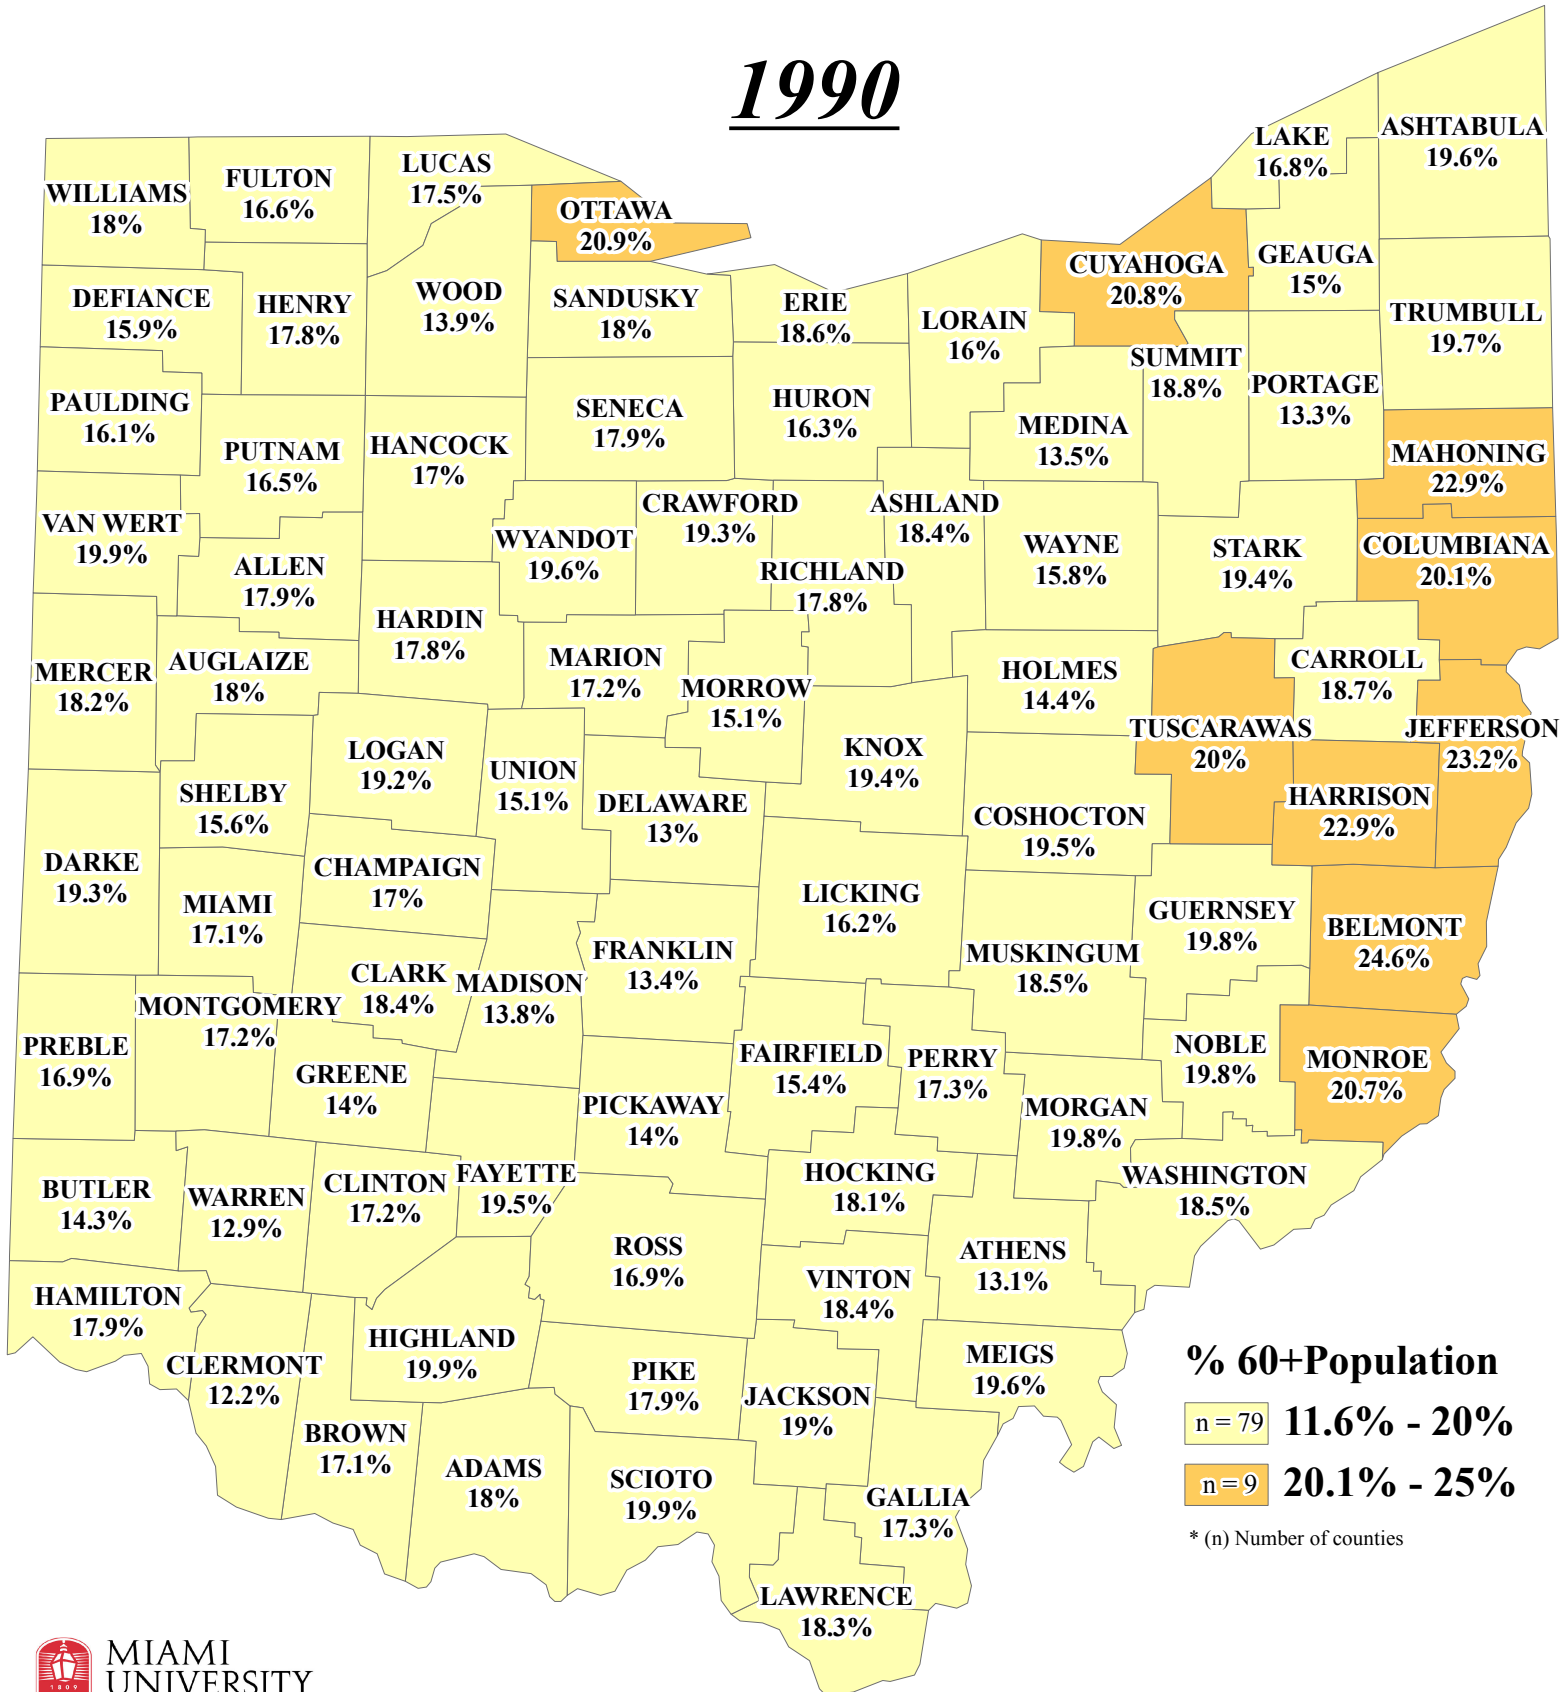 1990
LAKE
16.8%
ASHTABULA
19.6%
WILLIAMS
18%
FULTON
16.6%
LUCAS
17.5%
OTTAWA
20.9%
CUYAHOGA
20.8%
GEAUGA
15%
DEFIANCE
15.9%
HENRY
17.8%
WOOD
13.9%
SANDUSKY
18%
ERIE
18.6%
LORAIN
16%
TRUMBULL
19.7%
SUMMIT
18.8%
PORTAGE
13.3%
PAULDING
16.1%
PUTNAM
16.5%
HANCOCK
17%
SENECA
17.9%
HURON
16.3%
MEDINA
13.5%
MAHONING
22.9%
VAN WERT
19.9%
ALLEN
17.9%
WYANDOT
19.6%
CRAWFORD
19.3%
RICHLAND
17.8%
ASHLAND
18.4%
WAYNE
15.8%
STARK
19.4%
COLUMBIANA
20.1%
MERCER
18.2%
AUGLAIZE
18%
HARDIN
17.8%
MARION
17.2%
MORROW
15.1%
HOLMES
14.4%
CARROLL
18.7%
TUSCARAWAS
20%
JEFFERSON
23.2%
LOGAN
19.2%
UNION
15.1%
KNOX
19.4%
SHELBY
15.6%
DELAWARE
13%
COSHOCTON
19.5%
HARRISON
22.9%
DARKE
19.3%
MIAMI
17.1%
CHAMPAIGN
17%
LICKING
16.2%
GUERNSEY
19.8%
BELMONT
24.6%
CLARK
18.4%
MADISON
13.8%
FRANKLIN
13.4%
MUSKINGUM
18.5%
PREBLE
16.9%
MONTGOMERY
17.2%
GREENE
14%
PICKAWAY
14%
FAIRFIELD
15.4%
PERRY
17.3%
MORGAN
19.8%
NOBLE
19.8%
MONROE
20.7%
BUTLER
14.3%
WARREN
12.9%
CLINTON
17.2%
FAYETTE
19.5%
HOCKING
18.1%
WASHINGTON
18.5%
ROSS
16.9%
VINTON
18.4%
ATHENS
13.1%
HAMILTON
17.9%
CLERMONT
12.2%
HIGHLAND
19.9%
PIKE
17.9%
JACKSON
19%
MEIGS
19.6%
BROWN
17.1%
ADAMS
18%
SCIOTO
19.9%
GALLIA
17.3%
LAWRENCE
18.3%
% 60+Population
n = 79 11.6% - 20%
n = 9 20.1% - 25%
* (n) Number of counties
1809
MIAMI
UNIVERSITY